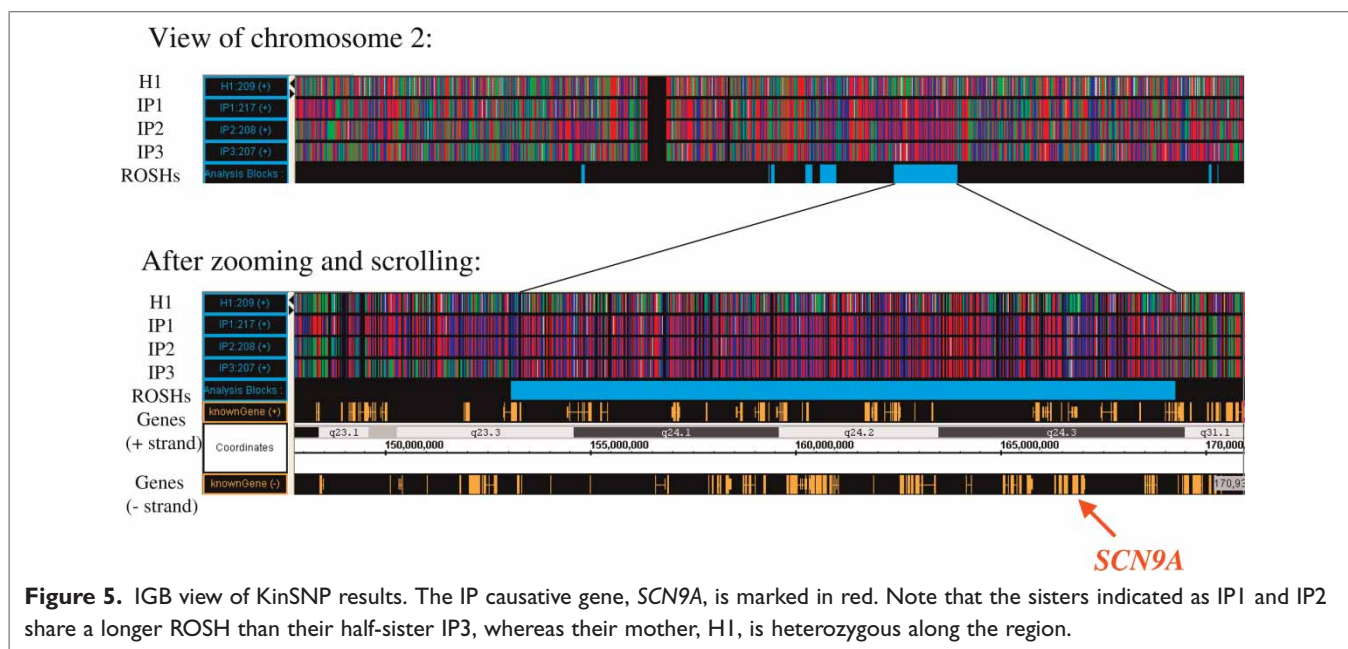 View of chromosome 2:
H1
H1:209 (+)
IP1
IP1:217 (+)
IP2
IP2:208 (+)
IP3
IP3:207 (+)
ROSHs
Analysis Blocks :
After zooming and scrolling:
H1
H1:209 (+)
IP1
IP1:217 (+)
IP2
IP2:208 (+)
IP3
IP3:207 (+)
ROSHs
Analysis Blocks :
Genes
(+ strand)
knownGene (+)
q23.1 q23.3 q24.1 q24.2 q24.3 q31.1
Coordinates
150,000,000 155,000,000 160,000,000 165,000,000 170,000,
Genes
(- strand)
knownGene (-)
170,93
SCN9A
Figure 5. IGB view of KinSNP results. The IP causative gene, SCN9A, is marked in red. Note that the sisters indicated as IP1 and IP2
share a longer ROSH than their half-sister IP3, whereas their mother, H1, is heterozygous along the region.